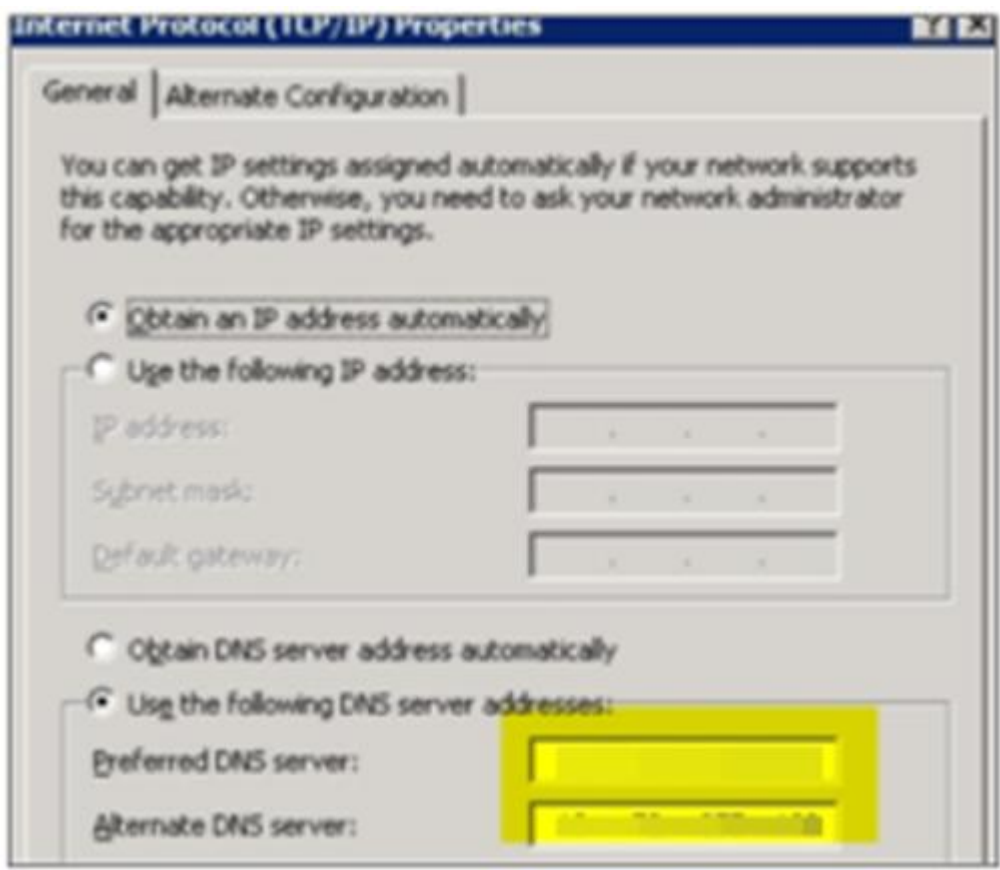 Internet Protocol (TCP/IP) Properties
General
Alternate Configuration
You can get IP settings assigned automatically if your network supports
this capability. Otherwise, you need to ask your network administrator
for the appropriate IP settings.
Obtain an IP address automatically
Use the following IP address:
IP address:
Subnet mask:
Default gateway:
Obtain DNS server address automatically
Use the following DNS server addresses:
Preferred DNS server:
Alternate DNS server: